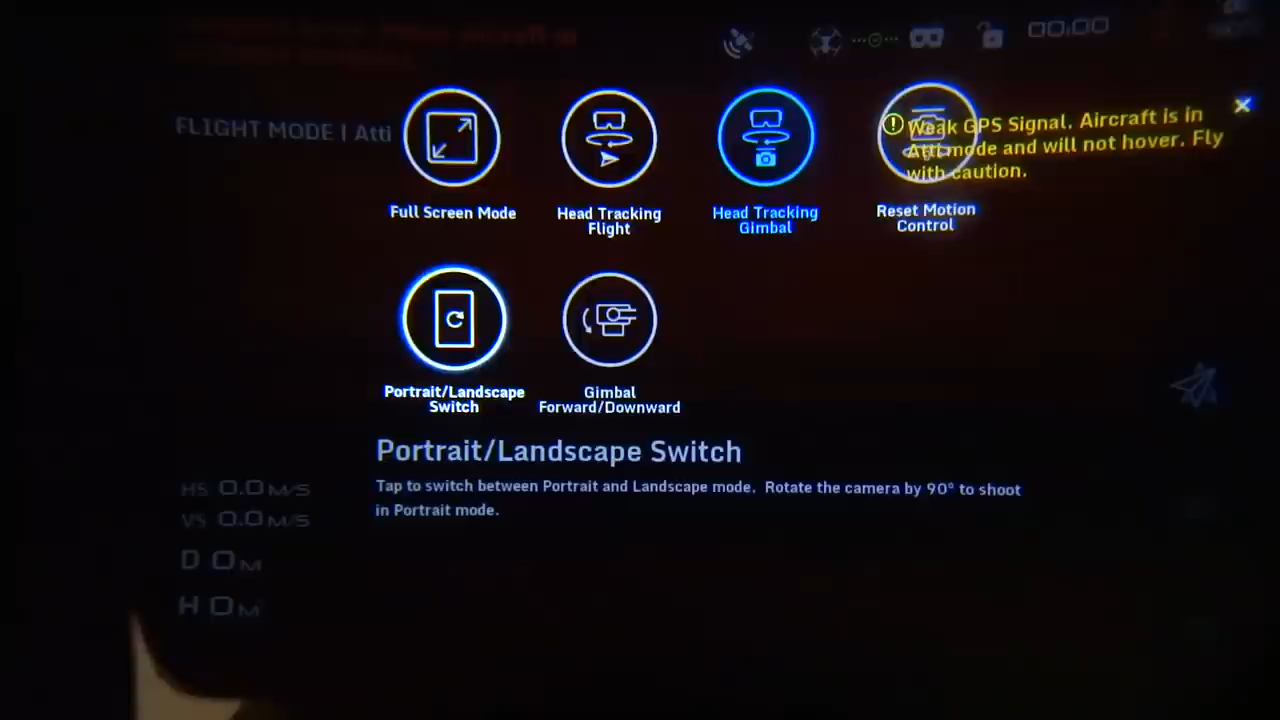 00:00
FLIGHT MODE | Atti
Weak GPS Signal. Aircraft is in
Atti mode and will not hover. Fly
with caution.
Full Screen Mode
Head Tracking
Flight
Head Tracking
Gimbal
Reset Motion
Control
Portrait/Landscape
Switch
Gimbal
Forward/Downward
Portrait/Landscape Switch
Tap to switch between Portrait and Landscape mode. Rotate the camera by 90° to shoot
in Portrait mode.
HS 0.0 M/S
VS 0.0 M/S
D 0M
H 0M